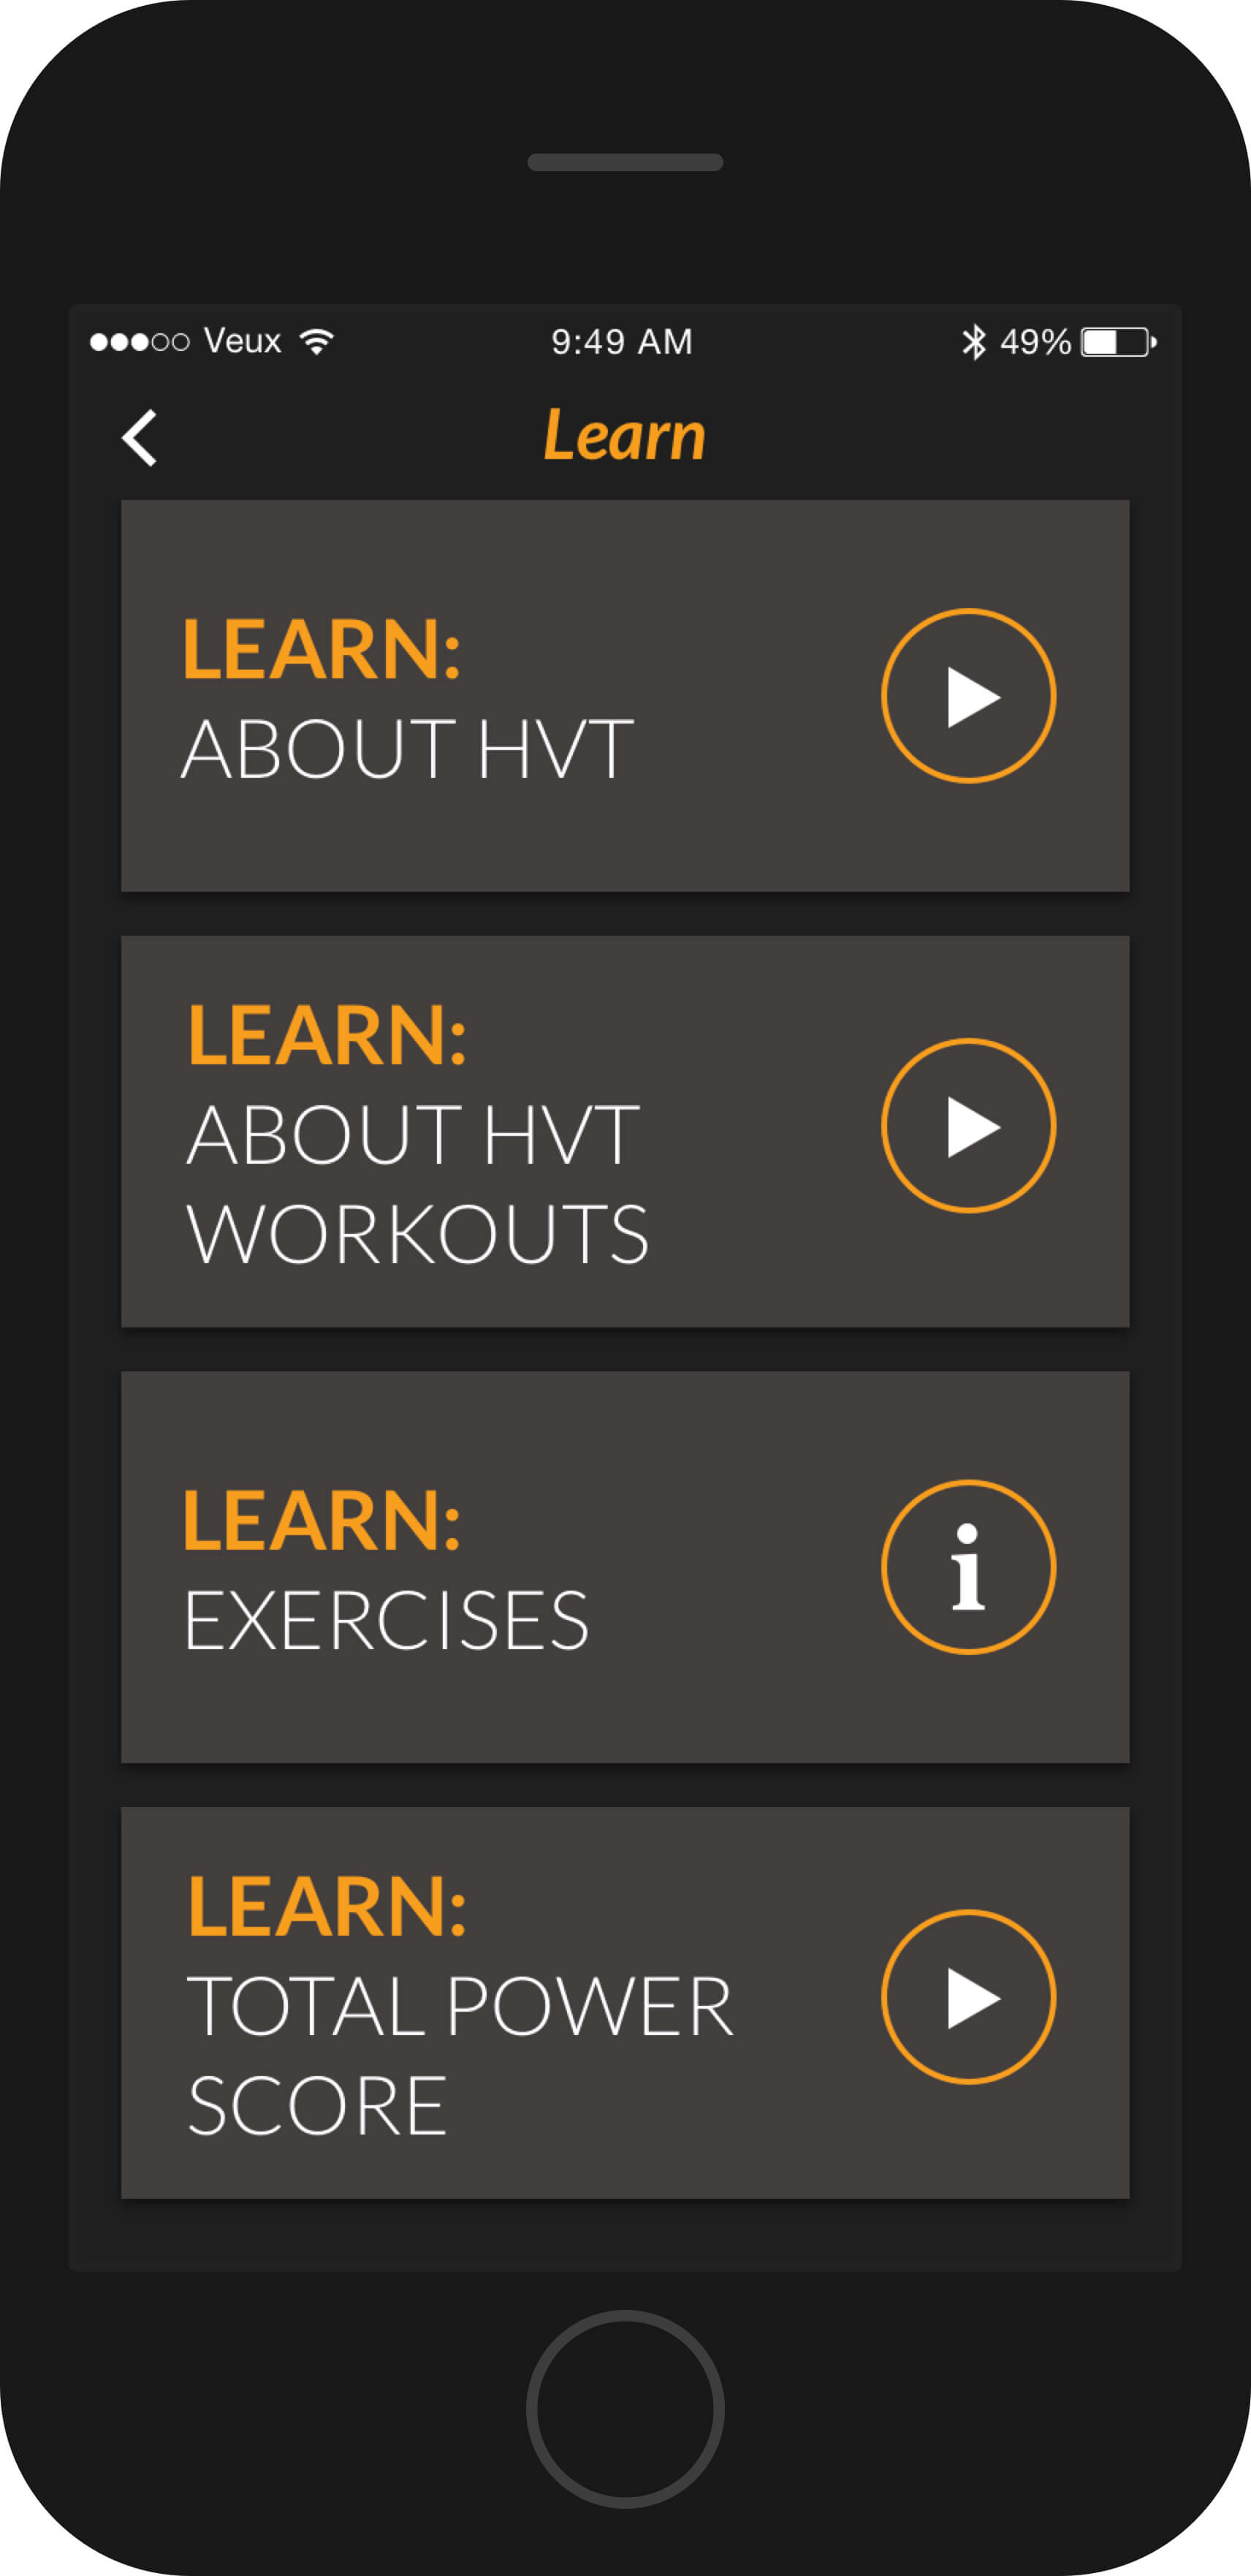 Veux 9:49 AM 49%
Learn
LEARN:
ABOUT HVT
LEARN:
ABOUT HVT
WORKOUTS
LEARN:
EXERCISES
i
LEARN:
TOTAL POWER
SCORE